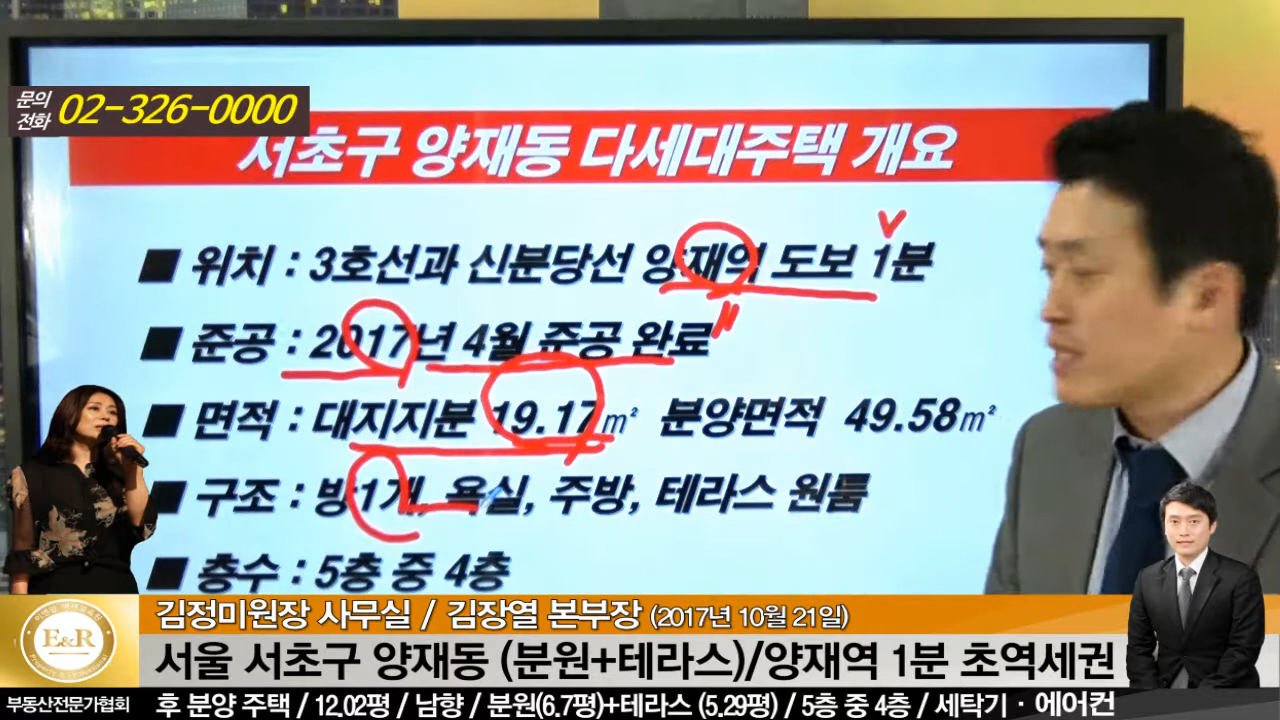 문의
전화 02-326-0000
서초구 양재동 다세대주택 개요
■ 위치 : 3호선과 신분당선 양재역 도보 1분
■ 준공 : 2017년 4월 준공 완료
■ 면적 : 대지지분 19.17㎡ 분양면적 49.58㎡
■ 구조 : 방1개, 욕실, 주방, 테라스 원룸
■ 층수 : 5층 중 4층
E&R
김정미원장 사무실 / 김장열 본부장 (2017년 10월 21일)
서울 서초구 양재동 (분원+테라스)/양재역 1분 초역세권
부동산전문가협회 후 분양 주택 / 12.02평 / 남향 / 분원(6.7평)+테라스 (5.29평) / 5층 중 4층 / 세탁기 · 에어컨